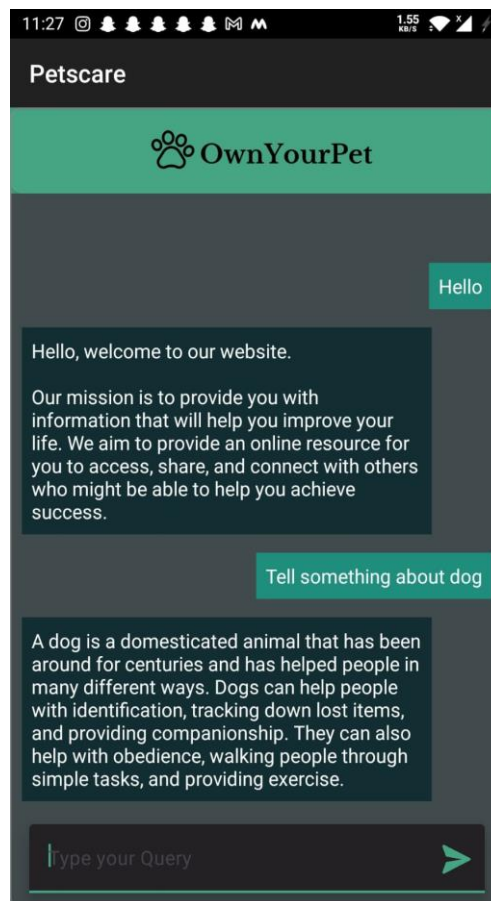 11:27
1.55
KB/S
x
Petscare
OwnYourPet
Hello
Hello, welcome to our website.
Our mission is to provide you with
information that will help you improve your
life. We aim to provide an online resource for
you to access, share, and connect with others
who might be able to help you achieve
success.
Tell something about dog
A dog is a domesticated animal that has been
around for centuries and has helped people in
many different ways. Dogs can help people
with identification, tracking down lost items,
and providing companionship. They can also
help with obedience, walking people through
simple tasks, and providing exercise.
Type your Query